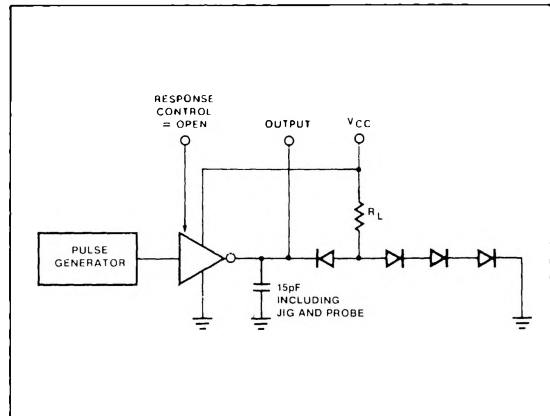 RESPONSE
CONTROL
= OPEN
OUTPUT
VCC
RL
PULSE
GENERATOR
15pF
INCLUDING
JIG AND PROBE